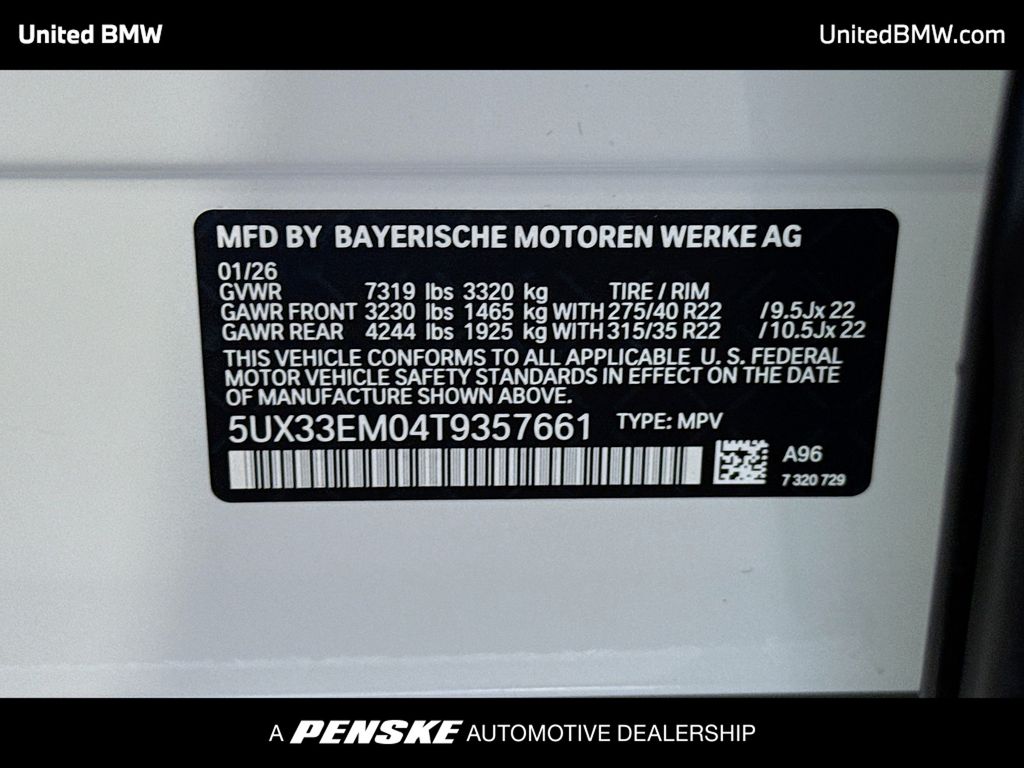 United BMW
UnitedBMW.com
MFD BY BAYERISCHE MOTOREN WERKE AG
01/26
GVWR 7319 lbs 3320 kg TIRE / RIM
GAWR FRONT 3230 lbs 1465 kg WITH 275/40 R22 /9.5Jx 22
GAWR REAR 4244 lbs 1925 kg WITH 315/35 R22 /10.5Jx 22
THIS VEHICLE CONFORMS TO ALL APPLICABLE U. S. FEDERAL
MOTOR VEHICLE SAFETY STANDARDS IN EFFECT ON THE DATE
OF MANUFACTURE SHOWN ABOVE.
5UX33EM04T9357661 TYPE: MPV
A96
7 320 729
A PENSKE AUTOMOTIVE DEALERSHIP